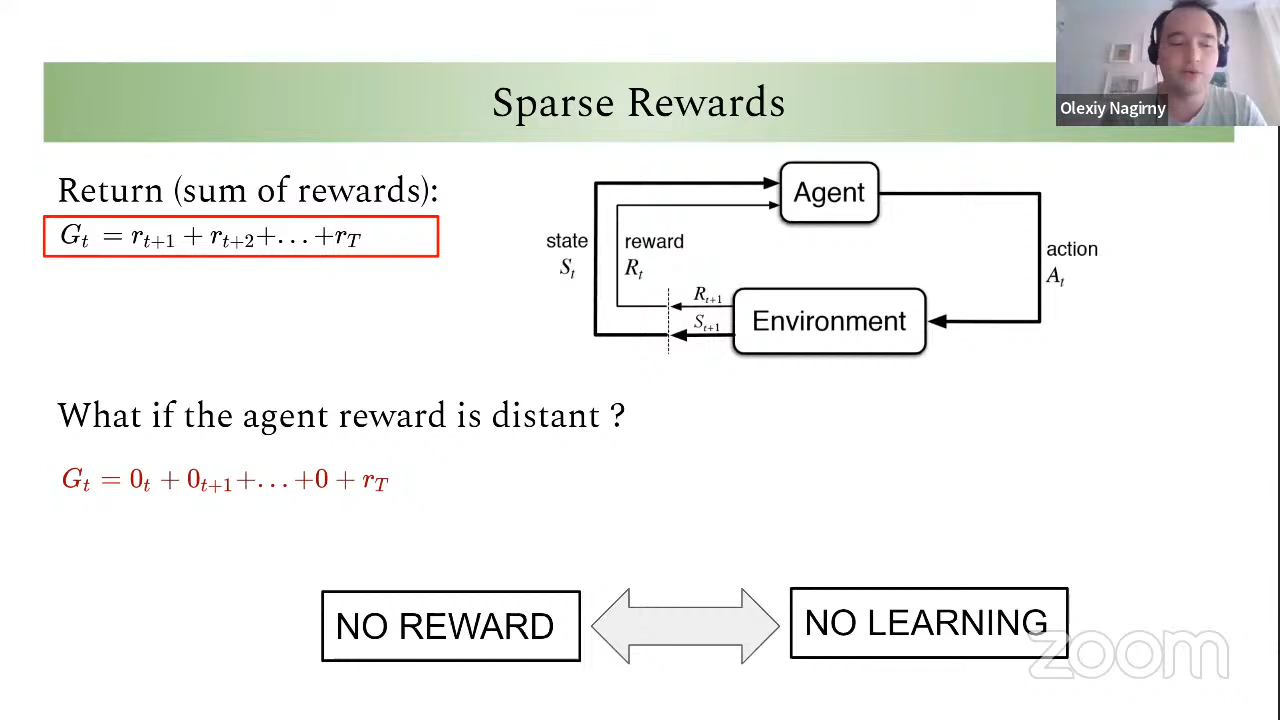 Sparse Rewards
Olexiy Nagirny
Return (sum of rewards):
G_t = r_{t+1} + r_{t+2} + ... + r_T
Agent
state
S_t
reward
R_t
action
A_t
R_{t+1}
S_{t+1}
Environment
What if the agent reward is distant ?
G_t = 0_t + 0_{t+1} + ... + 0 + r_T
NO REWARD
NO LEARNING
zoom